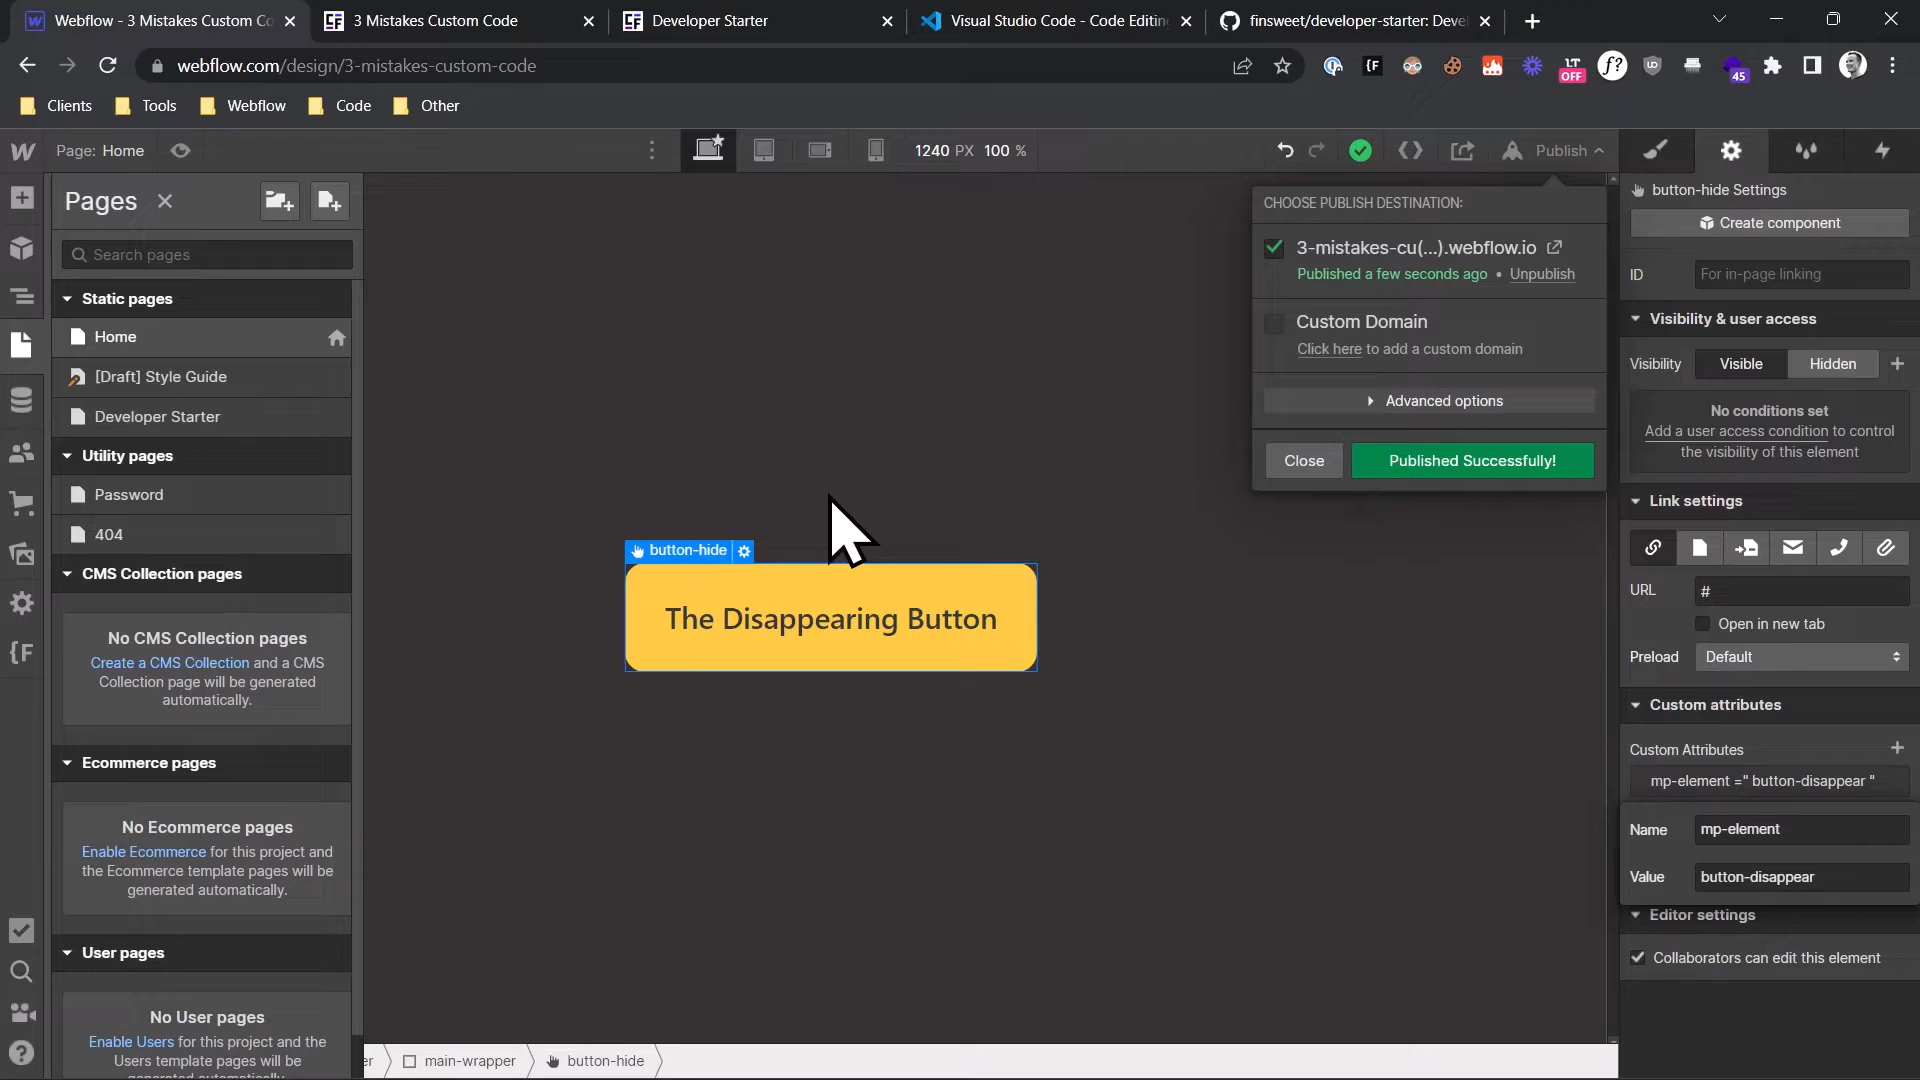 Webflow - 3 Mistakes Custom Co
3 Mistakes Custom Code
Developer Starter
Visual Studio Code - Code Editin
finsweet/developer-starter: Devel
webflow.com/design/3-mistakes-custom-code
OFF
45
Clients
Tools
Webflow
Code
Other
Page: Home
1240 PX 100 %
Publish
Pages
Search pages
Static pages
Home
[Draft] Style Guide
Developer Starter
Utility pages
Password
404
CMS Collection pages
No CMS Collection pages
Create a CMS Collection and a CMS
Collection page will be generated
automatically.
Ecommerce pages
No Ecommerce pages
Enable Ecommerce for this project and
the Ecommerce template pages will be
generated automatically.
User pages
No User pages
Enable Users for this project and the
Users template pages will be
generated automatically.
button-hide
The Disappearing Button
main-wrapper
button-hide
CHOOSE PUBLISH DESTINATION:
3-mistakes-cu(...).webflow.io
Published a few seconds ago • Unpublish
Custom Domain
Click here to add a custom domain
Advanced options
Close
Published Successfully!
button-hide Settings
Create component
ID
For in-page linking
Visibility & user access
Visibility
Visible
Hidden
No conditions set
Add a user access condition to control
the visibility of this element
Link settings
URL
#
Open in new tab
Preload
Default
Custom attributes
Custom Attributes
mp-element =" button-disappear "
Name
mp-element
Value
button-disappear
Editor settings
Collaborators can edit this element